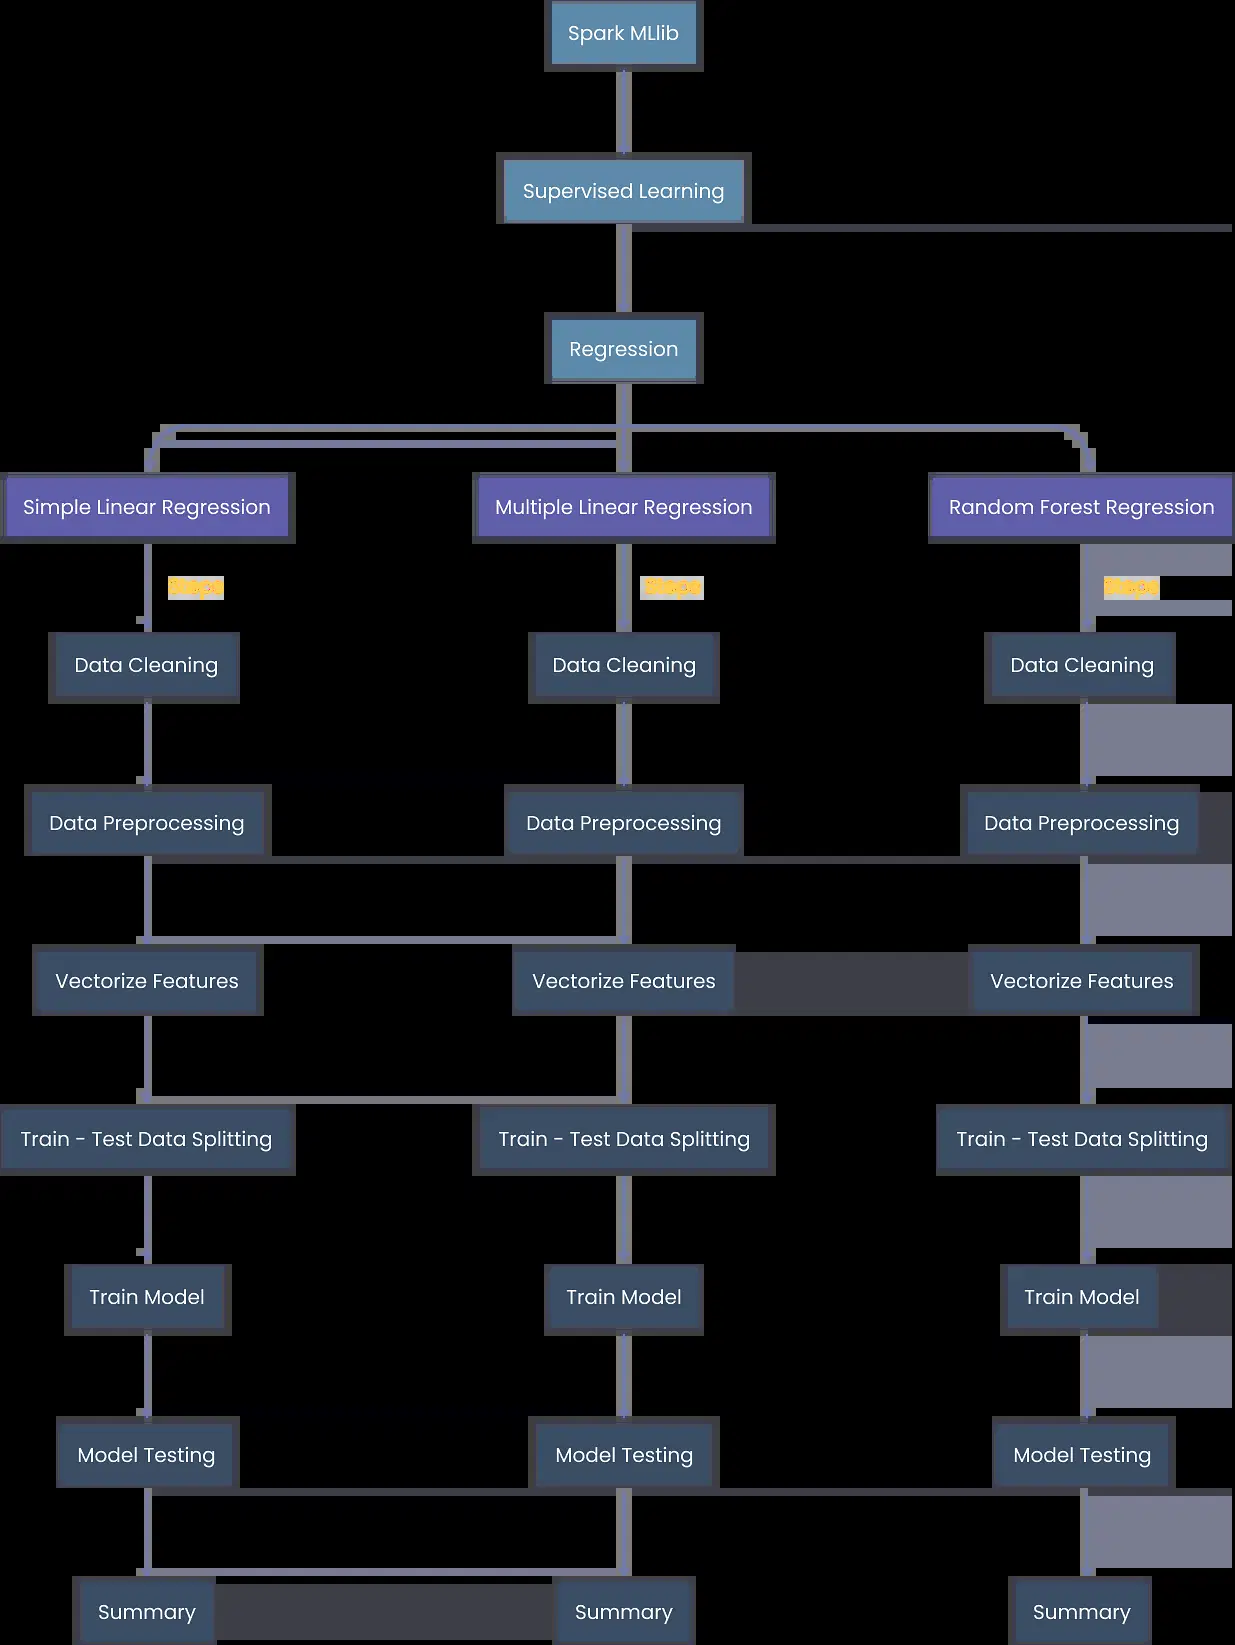 Spark MLlib
Supervised Learning
Regression
Simple Linear Regression
Multiple Linear Regression
Random Forest Regression
Steps
Steps
Steps
Data Cleaning
Data Cleaning
Data Cleaning
Data Preprocessing
Data Preprocessing
Data Preprocessing
Vectorize Features
Vectorize Features
Vectorize Features
Train - Test Data Splitting
Train - Test Data Splitting
Train - Test Data Splitting
Train Model
Train Model
Train Model
Model Testing
Model Testing
Model Testing
Summary
Summary
Summary